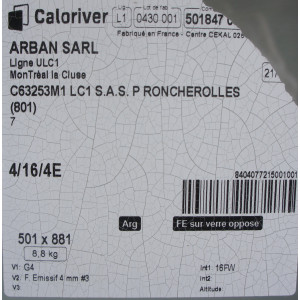 Caloriver
L1 0430 001 501847
Fabriqué en France - Centre CEKAL
ARBAN SARL
Ligne ULC1
MonTréal la Cluse
21/
C63253M1 LC1 S.A.S. P RONCHEROLLES
(801)
7
4/16/4E
8404077215001001
Arg
FE sur verre opposé
501 x 881
8,8 kg
V1: G4
Int1: 16FW
V2: F. Emissif 4 mm #3
Int2:
V3:
Altitude: